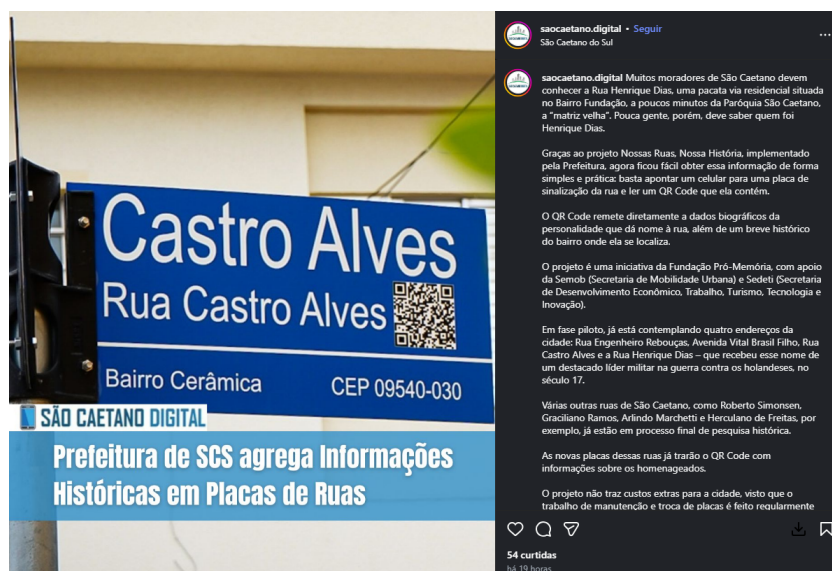 Castro Alves
Rua Castro Alves
Bairro Cerâmica
CEP 09540-030
SÃO CAETANO DIGITAL
Prefeitura de SCS agrega Informações
Históricas em Placas de Ruas
saocaetano.digital • Seguir
São Caetano do Sul
saocaetano.digital Muitos moradores de São Caetano devem
conhecer a Rua Henrique Dias, uma pacata via residencial situada
no Bairro Fundação, a poucos minutos da Paróquia São Caetano,
a “matriz velha”. Pouca gente, porém, deve saber quem foi
Henrique Dias.
Graças ao projeto Nossas Ruas, Nossa História, implementado
pela Prefeitura, agora ficou fácil obter essa informação de forma
simples e prática: basta apontar um celular para uma placa de
sinalização da rua e ler um QR Code que ela contém.
O QR Code remete diretamente a dados biográficos da
personalidade que dá nome à rua, além de um breve histórico
do bairro onde ela se localiza.
O projeto é uma iniciativa da Fundação Pró-Memória, com apoio
da Semob (Secretaria de Mobilidade Urbana) e Sedeti (Secretaria
de Desenvolvimento Econômico, Trabalho, Turismo, Tecnologia e
Inovação).
Em fase piloto, já está contemplando quatro endereços da
cidade: Rua Engenheiro Rebouças, Avenida Vital Brasil Filho, Rua
Castro Alves e a Rua Henrique Dias – que recebeu esse nome de
um destacado líder militar na guerra contra os holandeses, no
século 17.
Várias outras ruas de São Caetano, como Roberto Simonsen,
Graciliano Ramos, Arlindo Marchetti e Herculano de Freitas, por
exemplo, já estão em processo final de pesquisa histórica.
As novas placas dessas ruas já trarão o QR Code com
informações sobre os homenageados.
O projeto não traz custos extras para a cidade, visto que o
trabalho de manutenção e troca de placas é feito regularmente
54 curtidas
há 19 horas